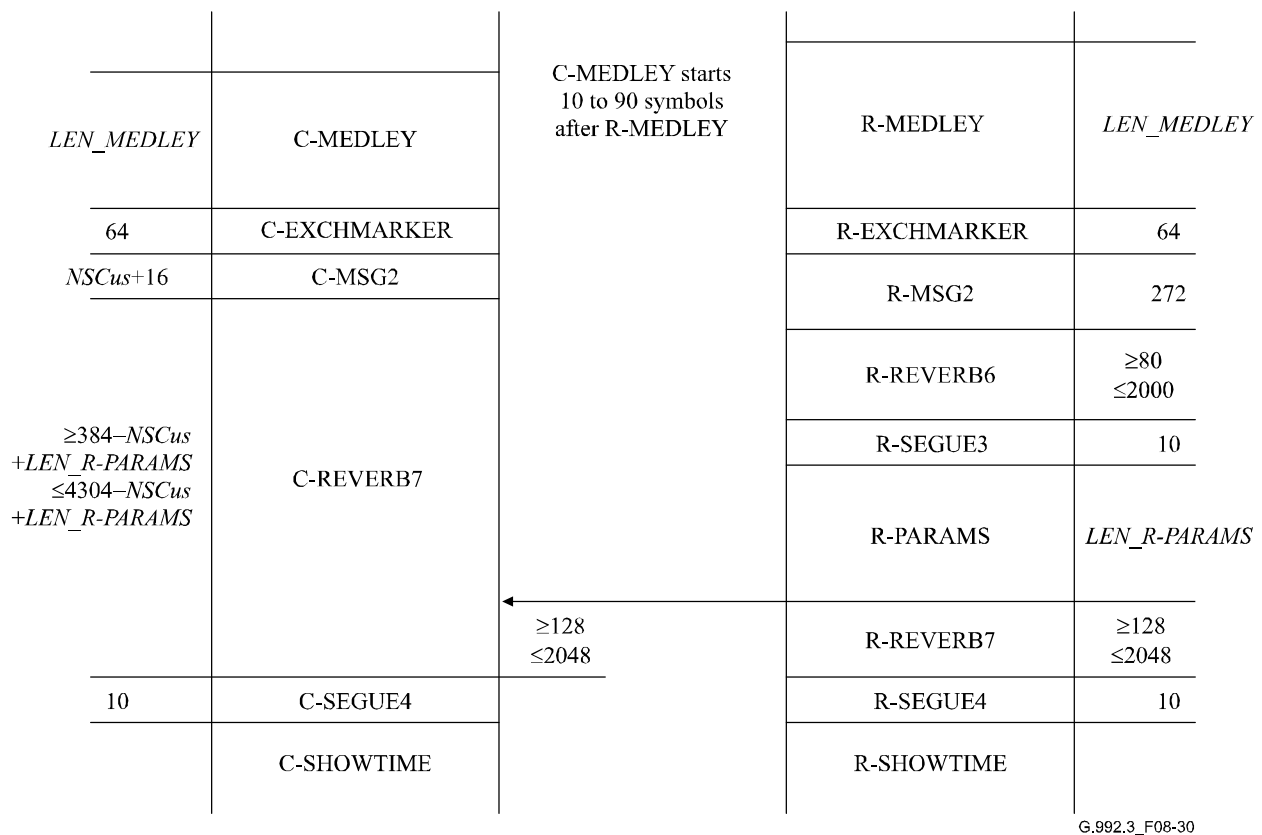 C-MEDLEY starts
10 to 90 symbols
after R-MEDLEY
LEN_MEDLEY
C-MEDLEY
R-MEDLEY
LEN_MEDLEY
64
C-EXCHMARKER
R-EXCHMARKER
64
NSCus+16
C-MSG2
R-MSG2
272
R-REVERB6
≥80
≤2000
≥384–NSCus
+LEN_R-PARAMS
≤4304–NSCus
+LEN_R-PARAMS
C-REVERB7
R-SEGUE3
10
R-PARAMS
LEN_R-PARAMS
≥128
≤2048
R-REVERB7
≥128
≤2048
10
C-SEGUE4
R-SEGUE4
10
C-SHOWTIME
R-SHOWTIME
G.992.3_F08-30